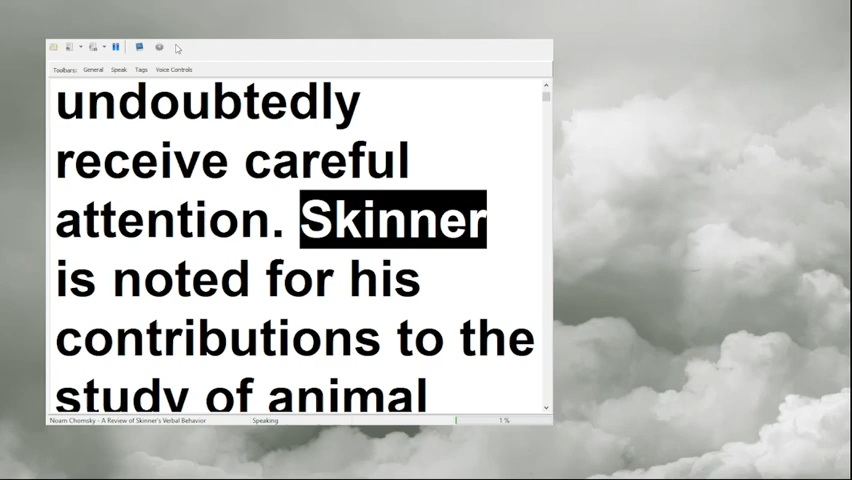 Toolbars: General Speak Tags Voice Controls
undoubtedly
receive careful
attention. Skinner
is noted for his
contributions to the
study of animal
Noam Chomsky - A Review of Skinner's Verbal Behavior Speaking 1 %